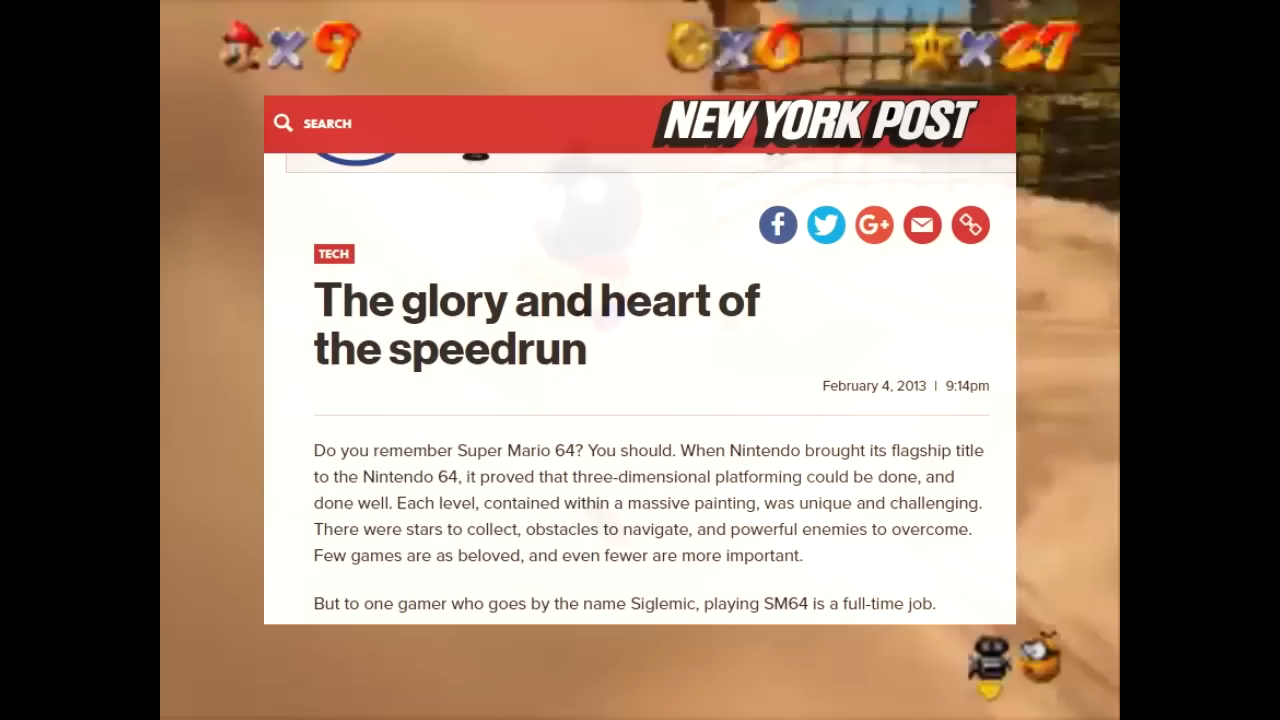 x 9 x 0 x 27
SEARCH NEW YORK POST
f G+
TECH
The glory and heart of
the speedrun
February 4, 2013 | 9:14pm
Do you remember Super Mario 64? You should. When Nintendo brought its flagship title
to the Nintendo 64, it proved that three-dimensional platforming could be done, and
done well. Each level, contained within a massive painting, was unique and challenging.
There were stars to collect, obstacles to navigate, and powerful enemies to overcome.
Few games are as beloved, and even fewer are more important.
But to one gamer who goes by the name Siglemic, playing SM64 is a full-time job.